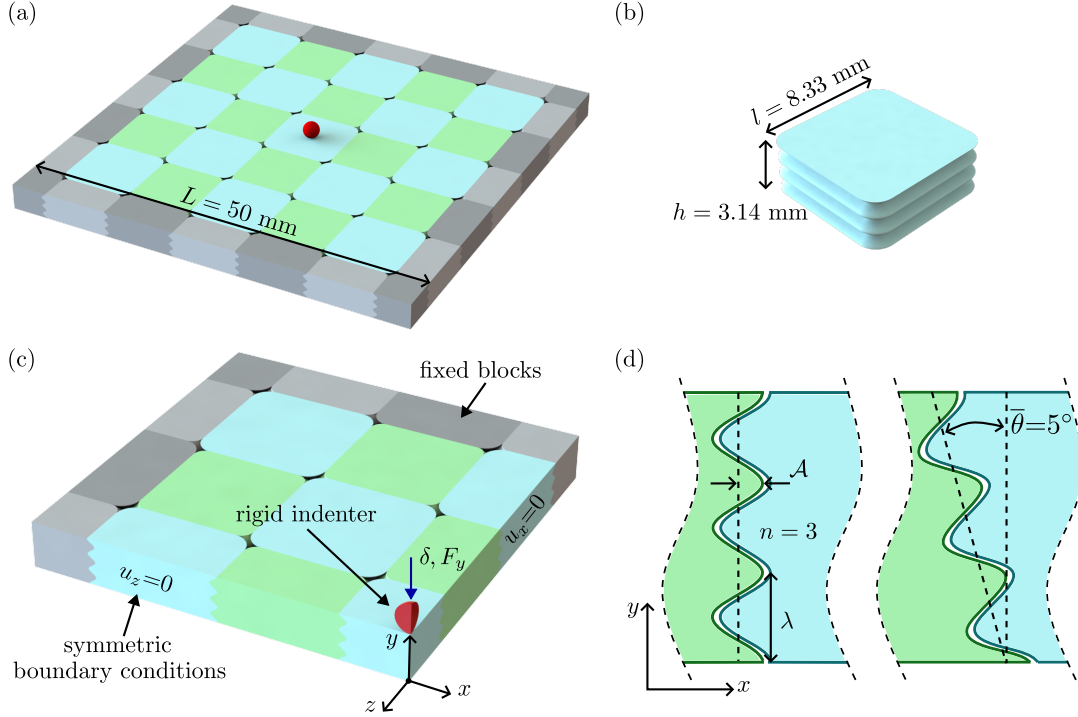 (a)
L = 50 mm
(b)
l = 8.33 mm
h = 3.14 mm
(c)
fixed blocks
rigid indenter
u_x=0
δ, F_y
u_z=0
y
symmetric
boundary conditions
z
x
(d)
θ̅=5°
𝒜
n = 3
λ
y
x